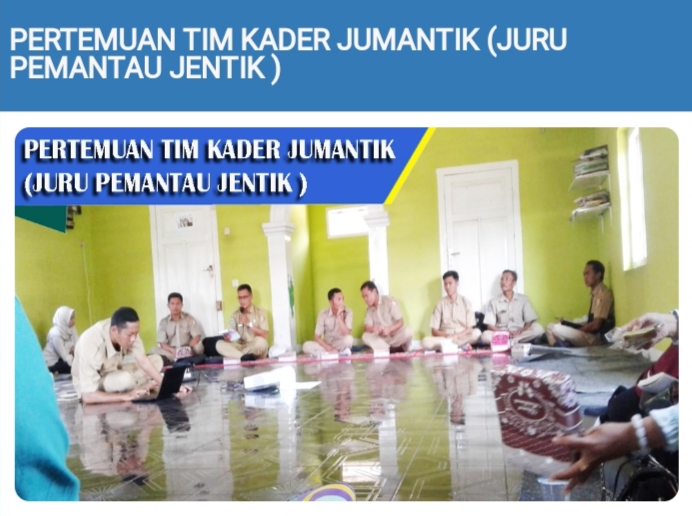 PERTEMUAN TIM KADER JUMANTIK (JURU
PEMANTAU JENTIK )
PERTEMUAN TIM KADER JUMANTIK
(JURU PEMANTAU JENTIK )